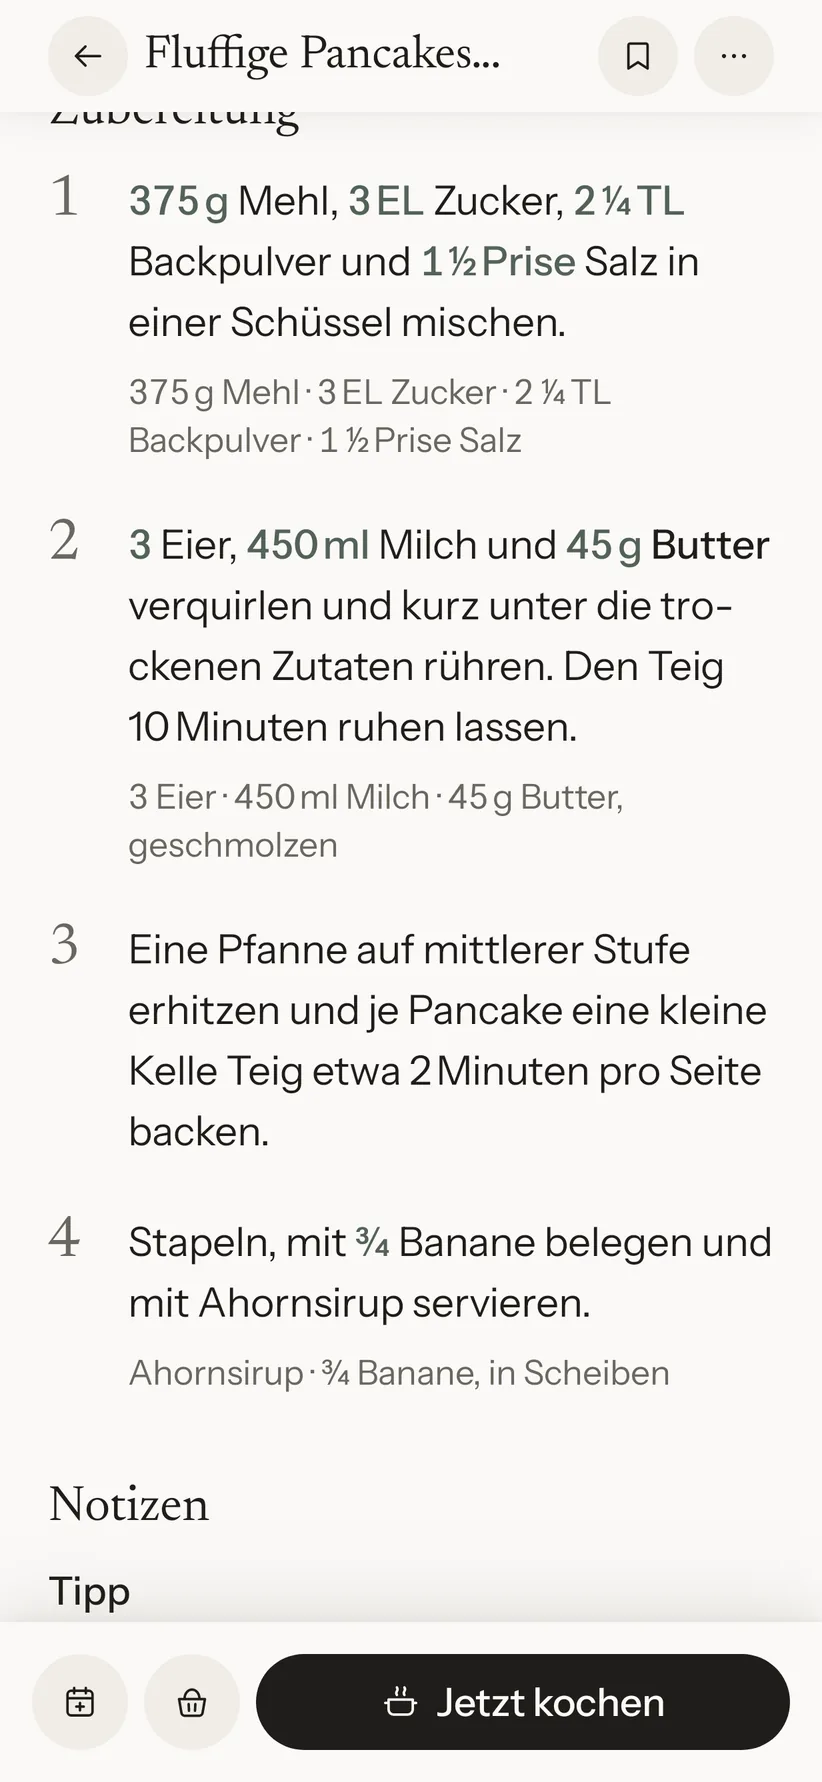 Fluffige Pancakes...
Zubereitung
1
375 g Mehl, 3 EL Zucker, 2 ¼ TL
Backpulver und 1 ½ Prise Salz in
einer Schüssel mischen.
375 g Mehl · 3 EL Zucker · 2 ¼ TL
Backpulver · 1 ½ Prise Salz
2
3 Eier, 450 ml Milch und 45 g Butter
verquirlen und kurz unter die tro-
ckenen Zutaten rühren. Den Teig
10 Minuten ruhen lassen.
3 Eier · 450 ml Milch · 45 g Butter,
geschmolzen
3
Eine Pfanne auf mittlerer Stufe
erhitzen und je Pancake eine kleine
Kelle Teig etwa 2 Minuten pro Seite
backen.
4
Stapeln, mit ¾ Banane belegen und
mit Ahornsirup servieren.
Ahornsirup · ¾ Banane, in Scheiben
Notizen
Tipp
Jetzt kochen